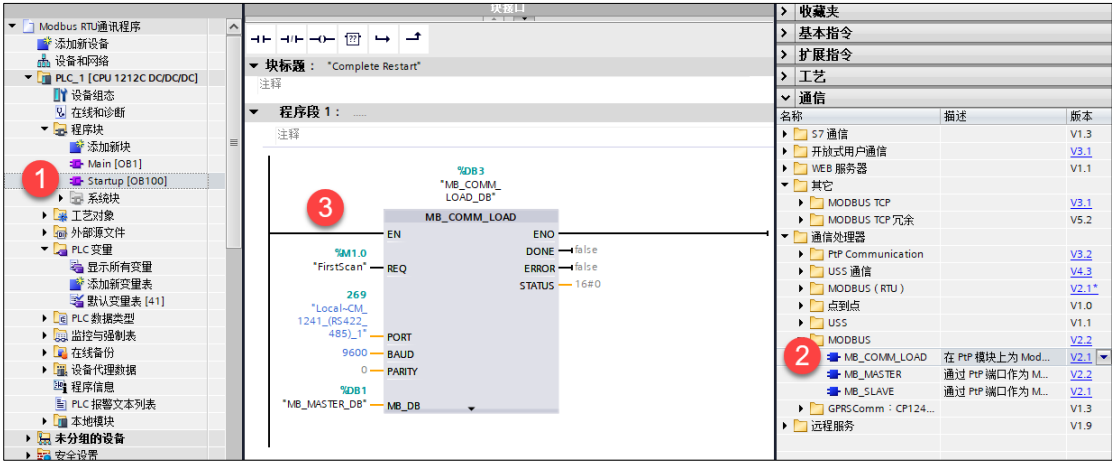 Modbus RTU通讯程序
添加新设备
设备和网络
PLC_1 [CPU 1212C DC/DC/DC]
设备组态
在线和诊断
程序块
添加新块
Main [OB1]
1
Startup [OB100]
系统块
工艺对象
外部源文件
PLC 变量
显示所有变量
添加新变量表
默认变量表 [41]
PLC 数据类型
监控与强制表
在线备份
设备代理数据
程序信息
PLC 报警文本列表
本地模块
未分组的设备
安全设置
块接口
??
块标题： "Complete Restart"
注释
程序段 1： .....
注释
%DB3
"MB_COMM_
LOAD_DB"
3
MB_COMM_LOAD
EN ENO
DONE false
%M1.0
"FirstScan" REQ
ERROR false
STATUS 16#0
269
"Local~CM_
1241_(RS422_
485)_1" PORT
9600 BAUD
0 PARITY
%DB1
"MB_MASTER_DB" MB_DB
收藏夹
基本指令
扩展指令
工艺
通信
名称 描述 版本
S7 通信 V1.3
开放式用户通信 V3.1
WEB 服务器 V1.1
其它
MODBUS TCP V3.1
MODBUS TCP 冗余 V5.2
通信处理器
PtP Communication V3.2
USS 通信 V4.3
MODBUS（RTU） V2.1*
点到点 V1.0
USS V1.1
MODBUS V2.2
2
MB_COMM_LOAD 在 PtP 模块上为 Mod... V2.1
MB_MASTER 通过 PtP 端口作为 M... V2.2
MB_SLAVE 通过 PtP 端口作为 M... V2.1
GPRSComm：CP124... V1.3
远程服务 V1.9